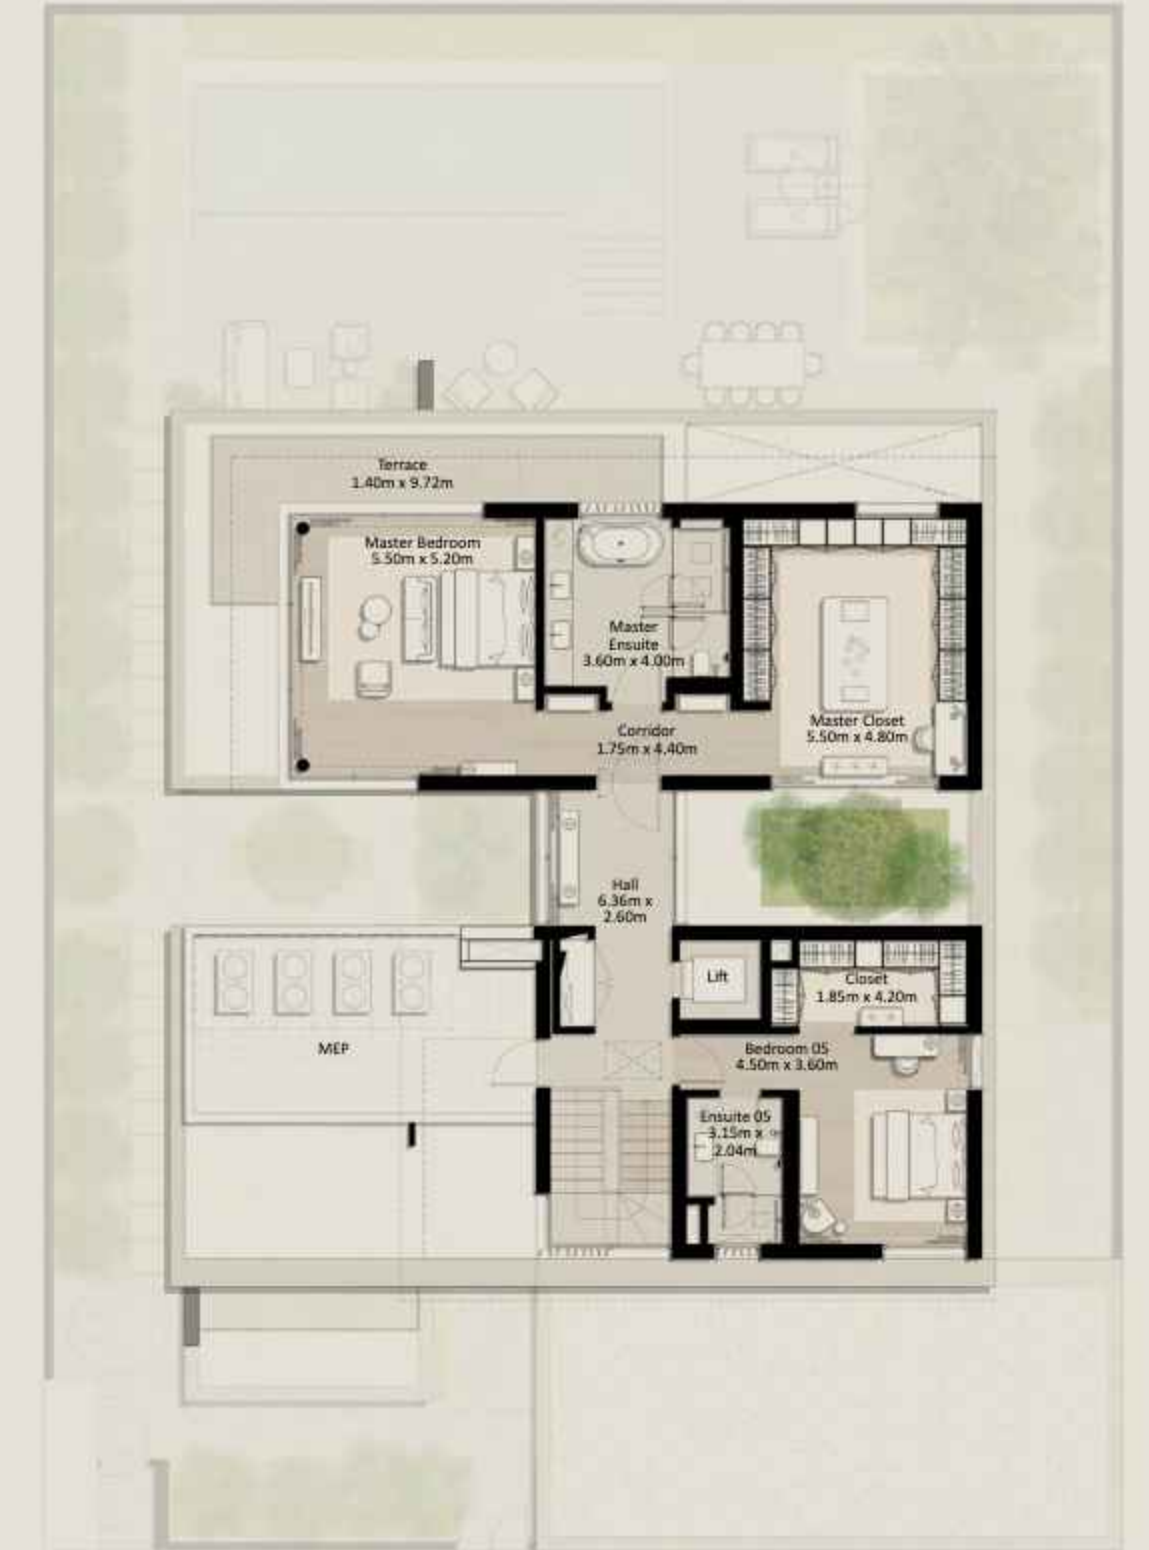 Terrace
1.40m x 9.72m
Master Bedroom
5.50m x 5.20m
Master
Ensuite
3.60m x 4.00m
Master Closet
5.50m x 4.80m
Corridor
1.75m x 4.40m
Hall
6.36m x
2.60m
Lift
Closet
1.85m x 4.20m
MEP
Bedroom 05
4.50m x 3.60m
Ensuite 05
3.15m x
2.04m